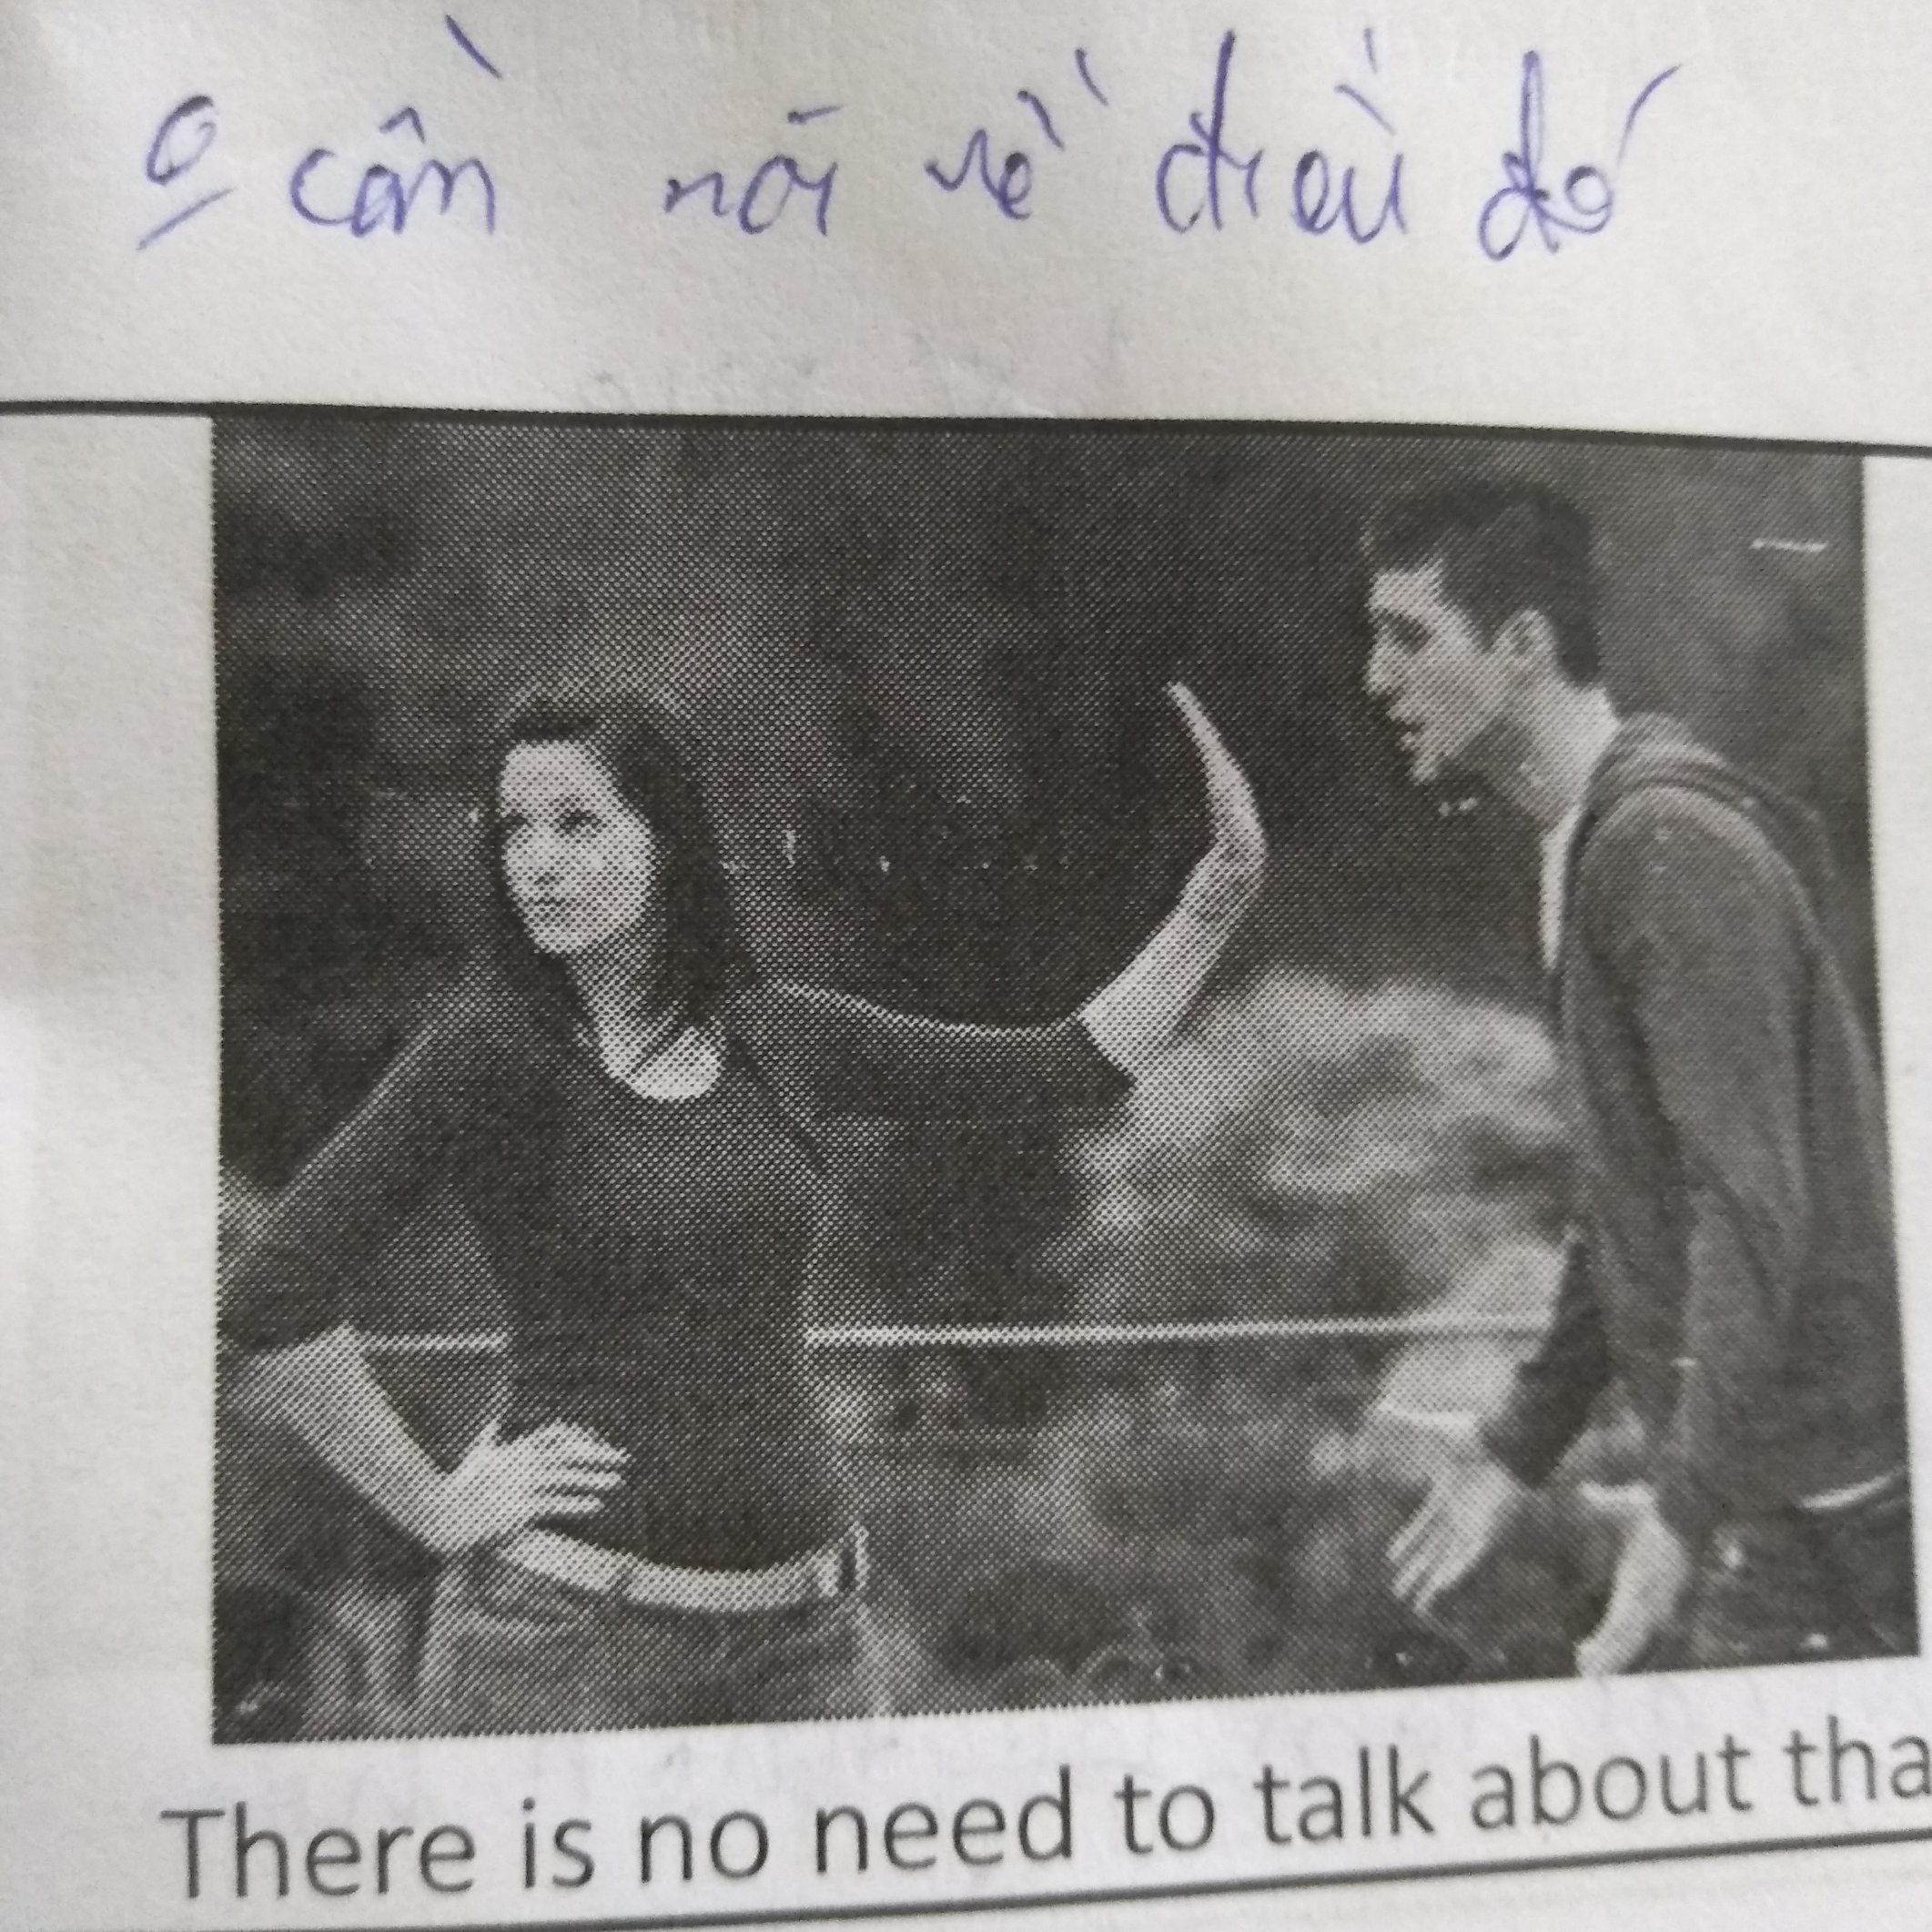 ο cần nói về điều đó
There is no need to talk about tha